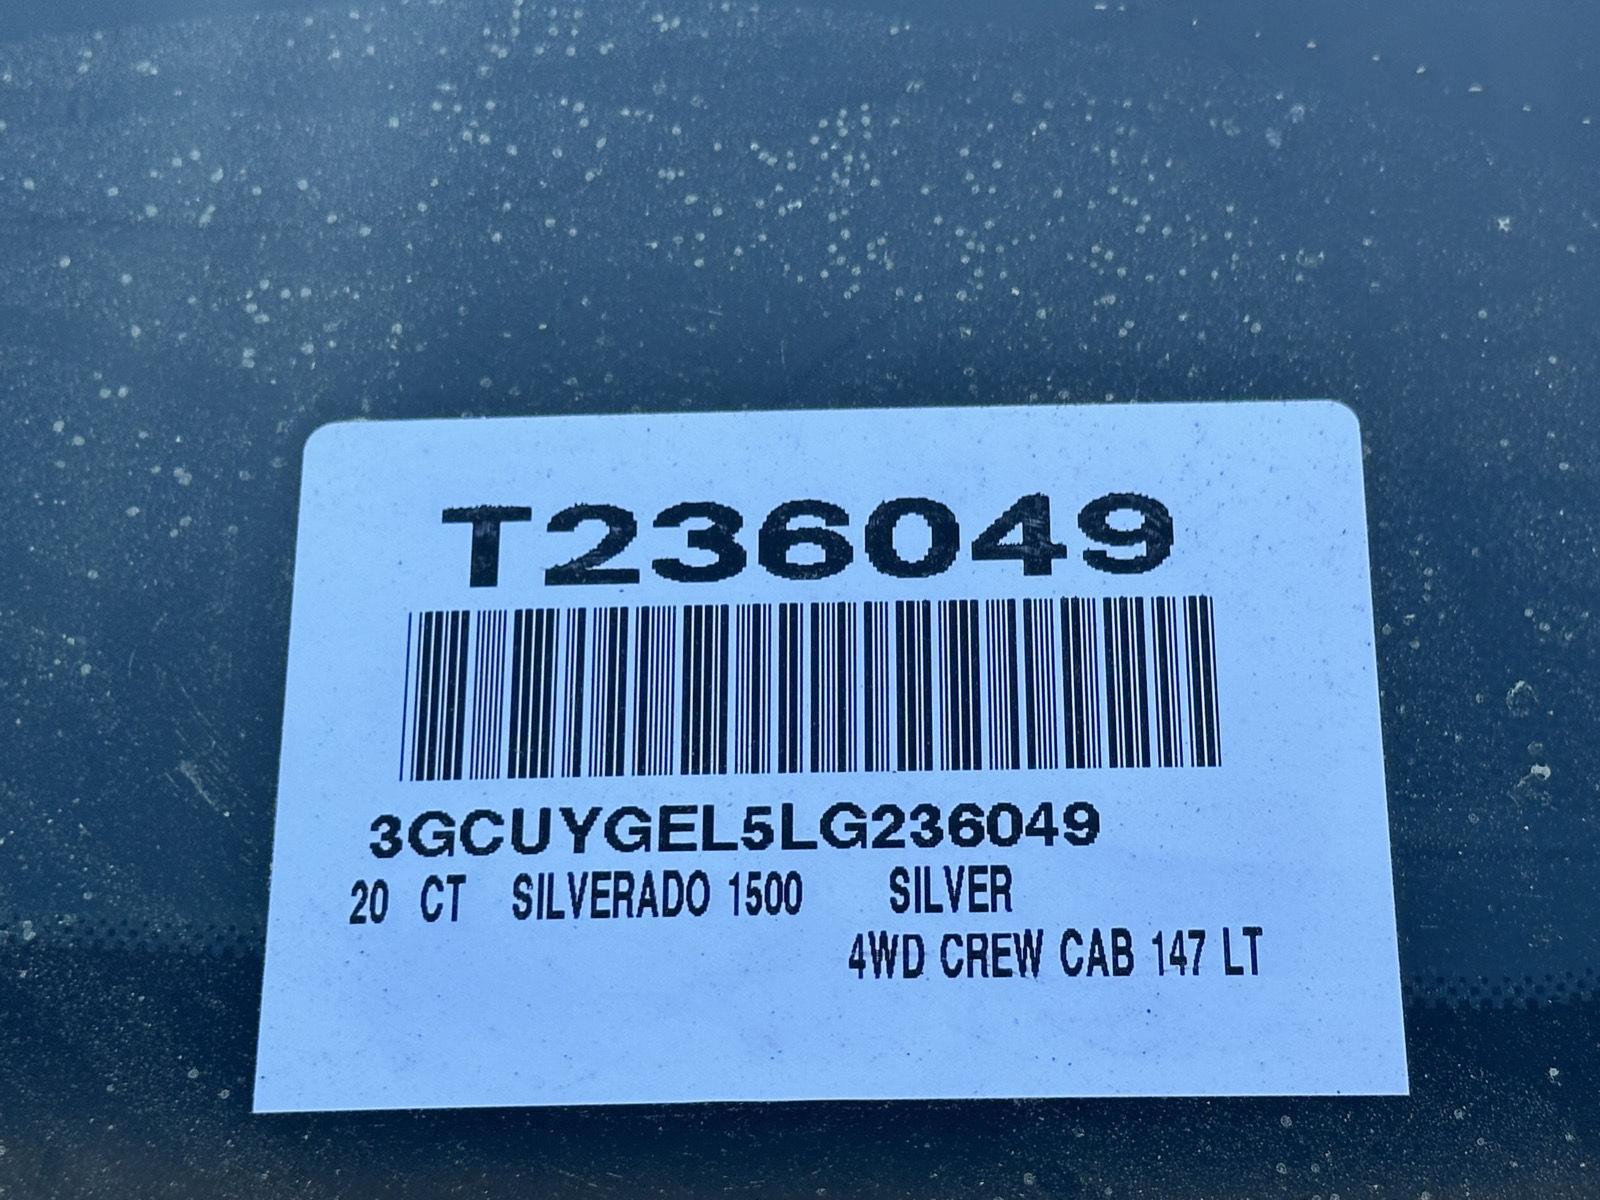 T236049
3GCUYGEL5LG236049
20 CT SILVERADO 1500 SILVER
4WD CREW CAB 147 LT